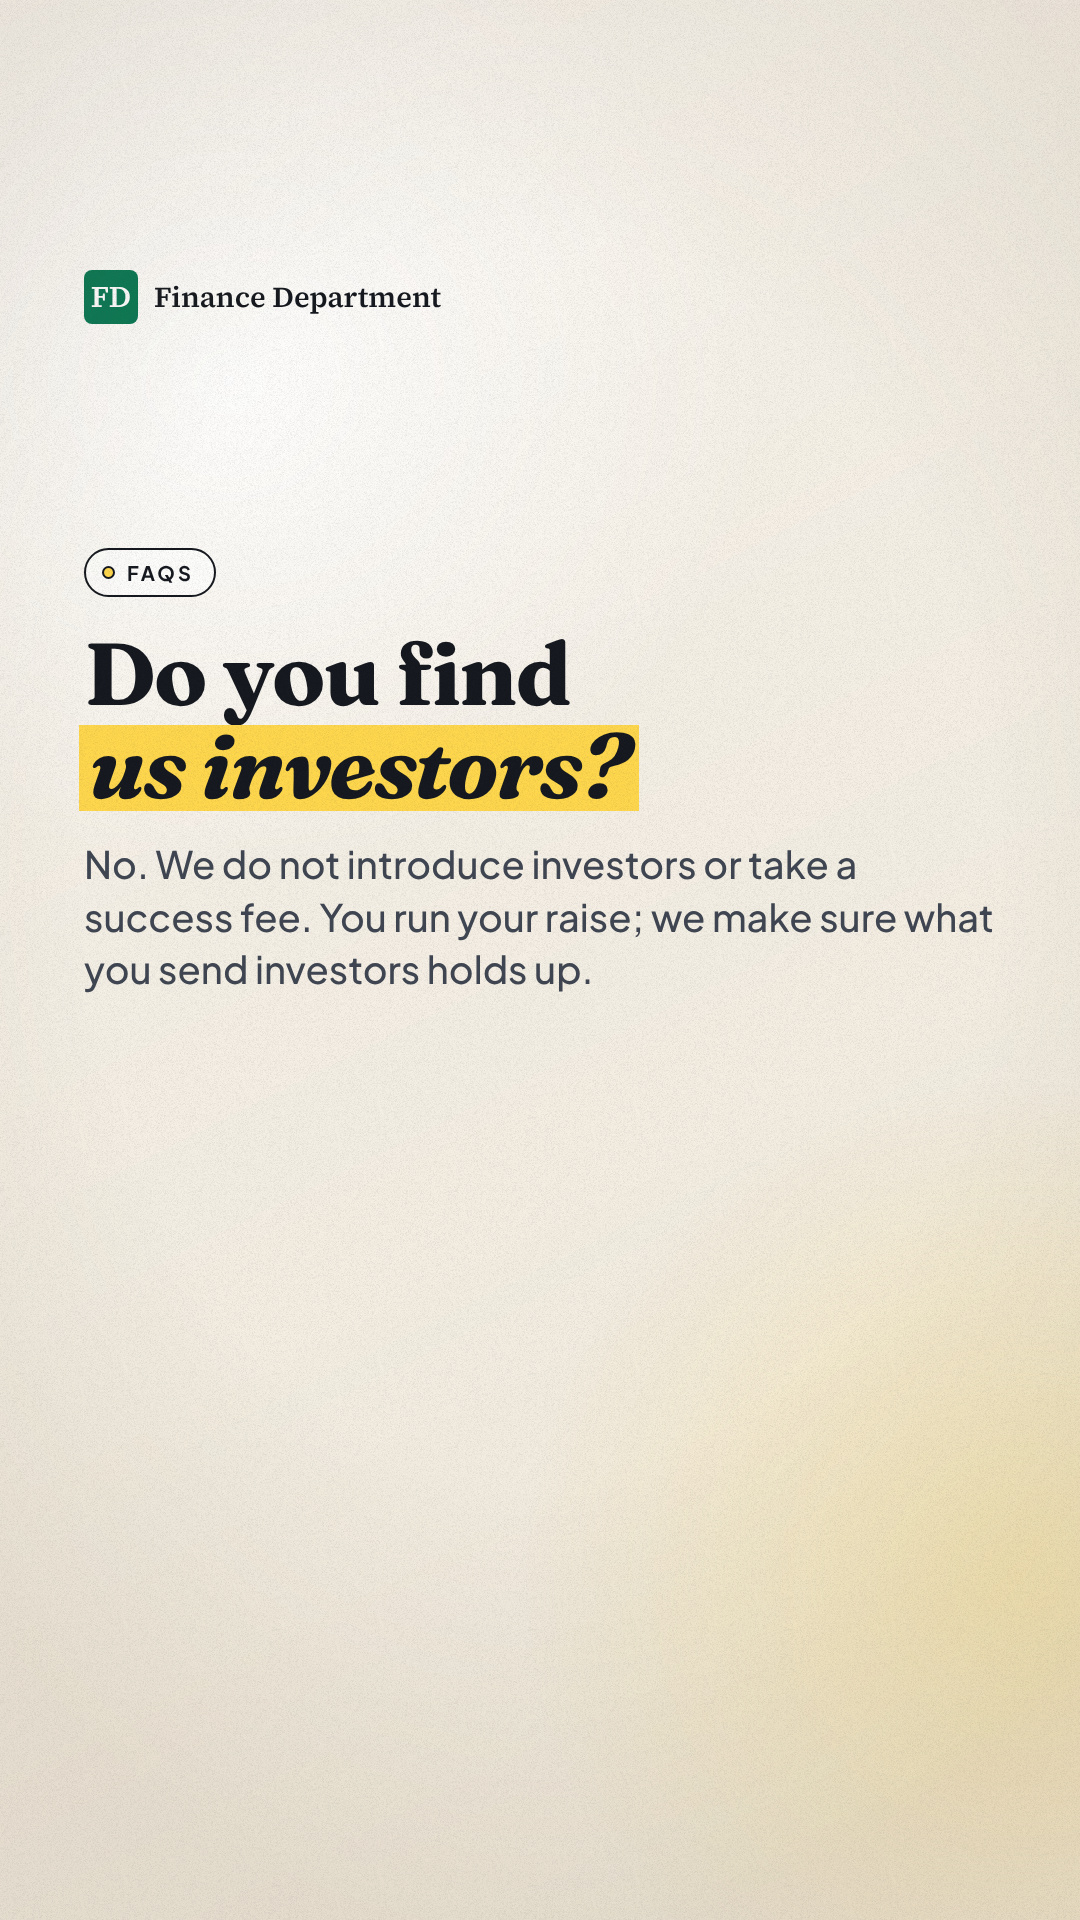 FD Finance Department
FAQS
Do you find
us investors?
No. We do not introduce investors or take a
success fee. You run your raise; we make sure what
you send investors holds up.